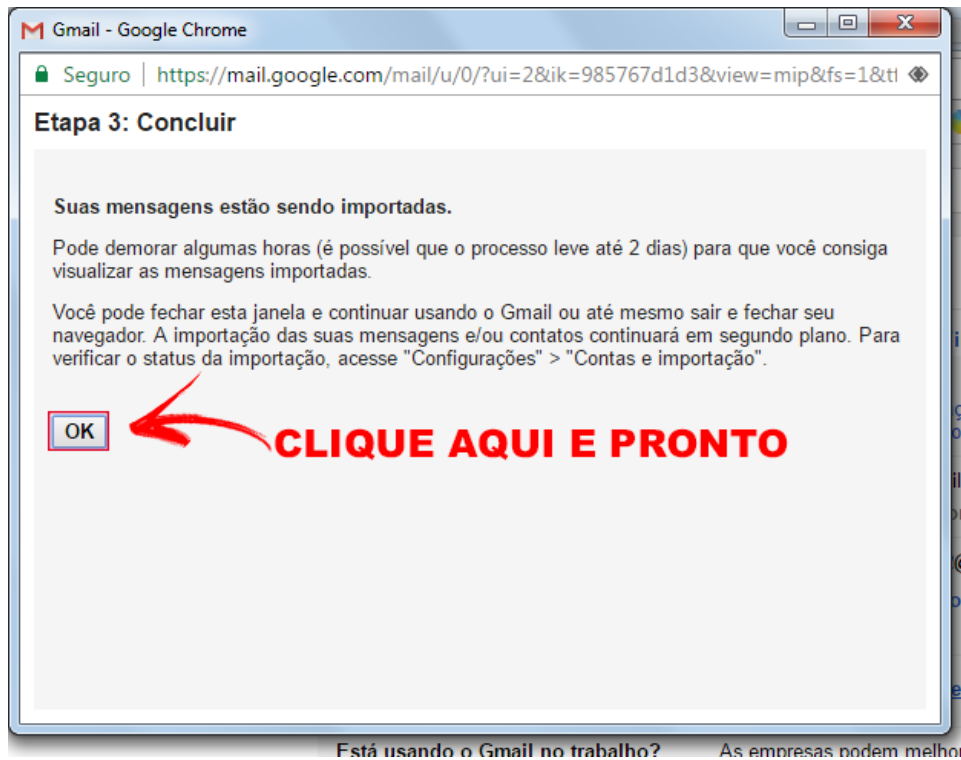 Gmail - Google Chrome
Seguro | https://mail.google.com/mail/u/0/?ui=2&ik=985767d1d3&view=mip&fs=1&tf
Etapa 3: Concluir
Suas mensagens estão sendo importadas.
Pode demorar algumas horas (é possível que o processo leve até 2 dias) para que você consiga
visualizar as mensagens importadas.
Você pode fechar esta janela e continuar usando o Gmail ou até mesmo sair e fechar seu
navegador. A importação das suas mensagens e/ou contatos continuará em segundo plano. Para
verificar o status da importação, acesse "Configurações" > "Contas e importação".
OK
CLIQUE AQUI E PRONTO
Está usando o Gmail no trabalho? As empresas podem